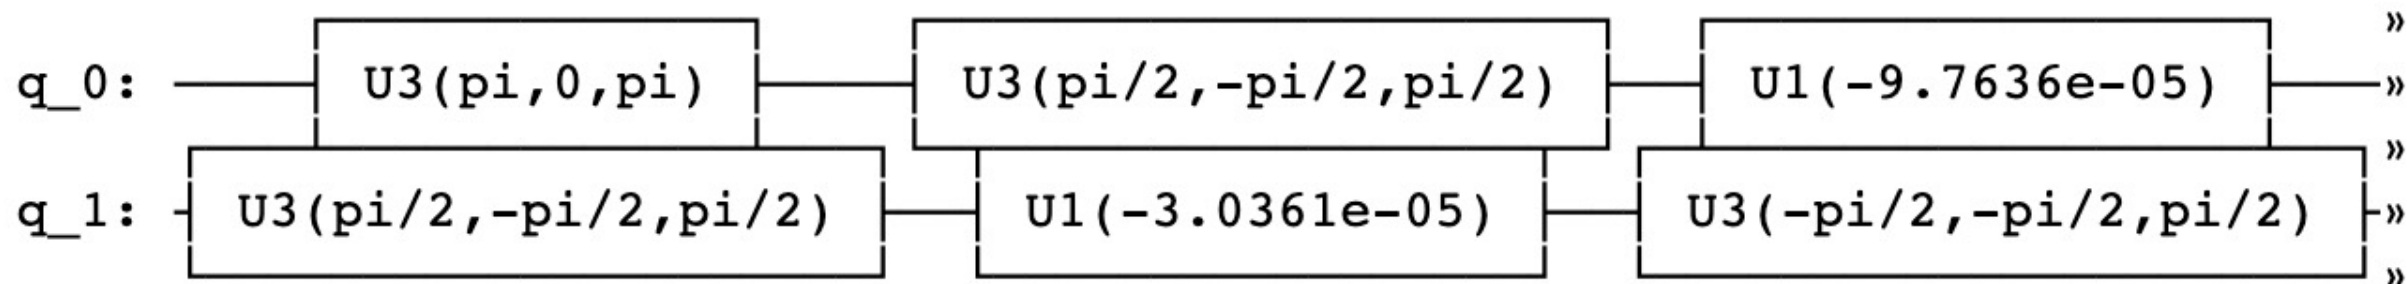 »
q_0: U3(pi,0,pi) U3(pi/2,-pi/2,pi/2) U1(-9.7636e-05) »
»
q_1: U3(pi/2,-pi/2,pi/2) U1(-3.0361e-05) U3(-pi/2,-pi/2,pi/2) »
»